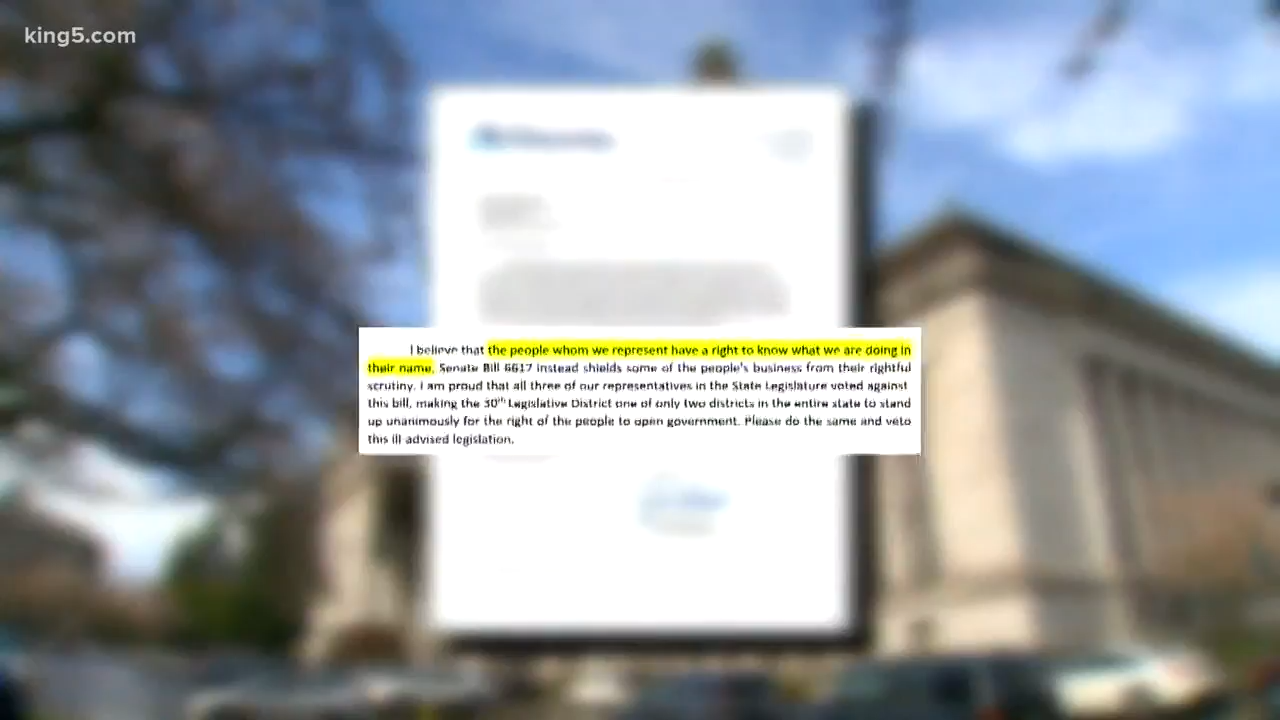 king5.com
I believe that the people whom we represent have a right to know what we are doing in
their name. Senate Bill 6617 instead shields some of the people's business from their rightful
scrutiny. I am proud that all three of our representatives in the State Legislature voted against
this bill, making the 30th Legislative District one of only two districts in the entire state to stand
up unanimously for the right of the people to open government. Please do the same and veto
this ill advised legislation.